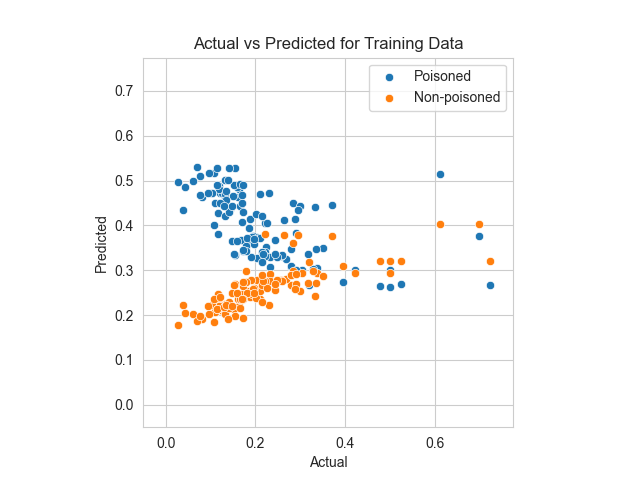 Actual vs Predicted for Training Data
Poisoned
Non-poisoned
0.7
0.6
0.5
0.4
0.3
0.2
0.1
0.0
Predicted
0.0 0.2 0.4 0.6
Actual